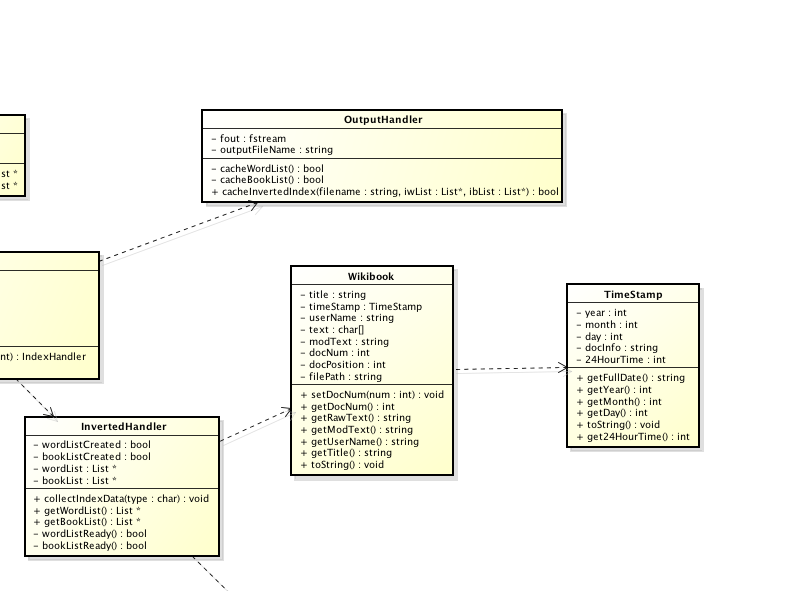 OutputHandler
- fout : fstream
- outputFileName : string
- cacheWordList() : bool
- cacheBookList() : bool
+ cacheInvertedIndex(filename : string, iwList : List*, ibList : List*) : bool
st *
st *
nt) : IndexHandler
Wikibook
- title : string
- timeStamp : TimeStamp
- userName : string
- text : char[]
- modText : string
- docNum : int
- docPosition : int
- filePath : string
+ setDocNum(num : int) : void
+ getDocNum() : int
+ getRawText() : string
+ getModText() : string
+ getUserName() : string
+ getTitle() : string
+ toString() : void
TimeStamp
- year : int
- month : int
- day : int
- docInfo : string
- 24HourTime : int
+ getFullDate() : string
+ getYear() : int
+ getMonth() : int
+ getDay() : int
+ toString() : void
+ get24HourTime() : int
InvertedHandler
- wordListCreated : bool
- bookListCreated : bool
- wordList : List *
- bookList : List *
+ collectIndexData(type : char) : void
+ getWordList() : List *
+ getBookList() : List *
- wordListReady() : bool
- bookListReady() : bool